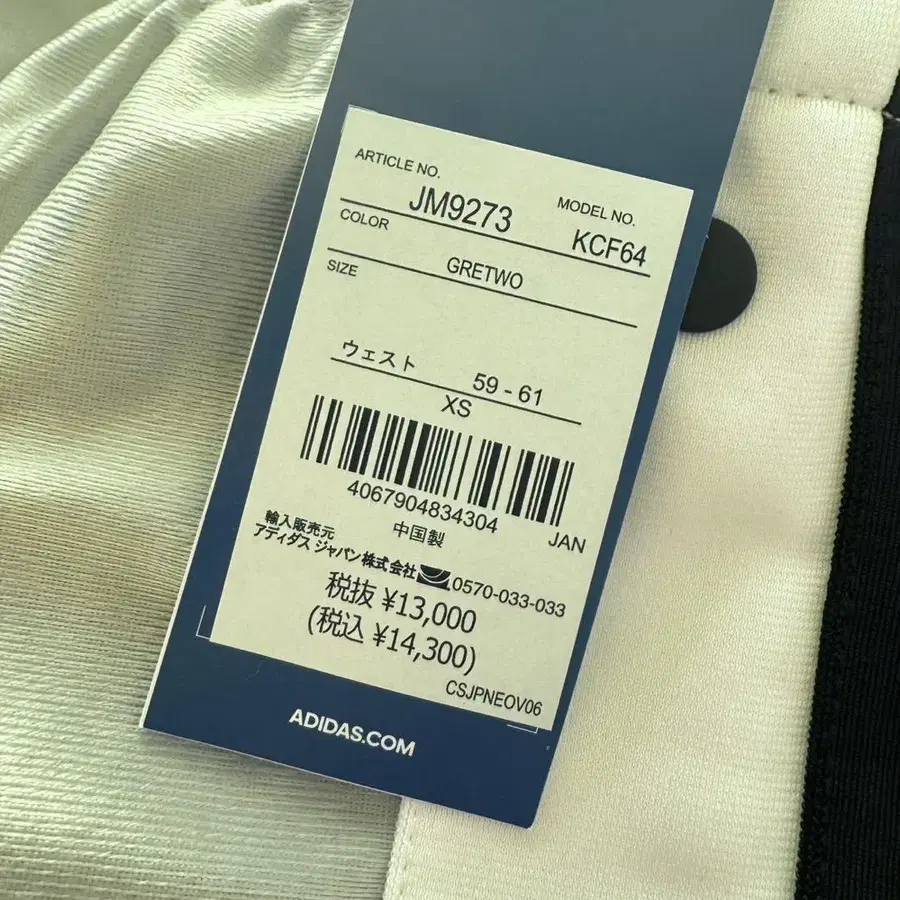 ARTICLE NO.
JM9273
MODEL NO.
KCF64
COLOR
GRETWO
SIZE
ウェスト 59 - 61
XS
4067904834304
JAN
中国製
輸入販売元
アディダス ジャパン株式会社 0570-033-033
税抜 ¥13,000
(税込 ¥14,300)
CSJPNEOV06
ADIDAS.COM